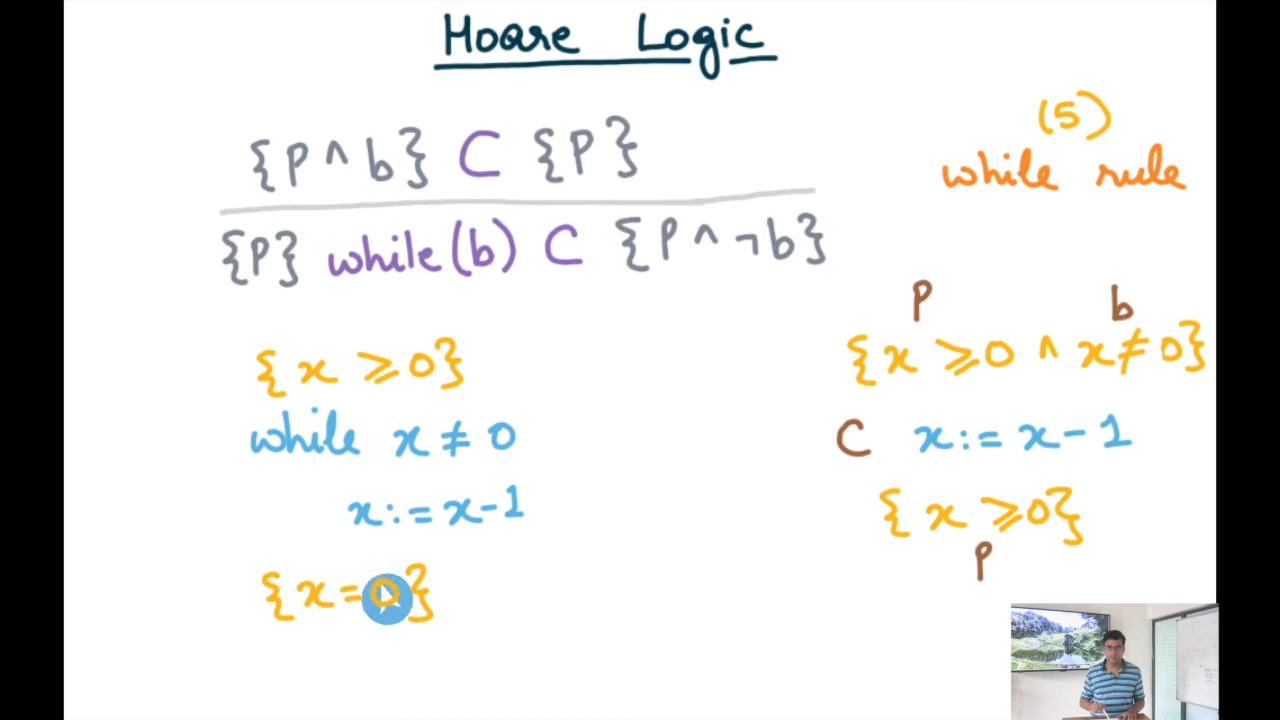 Hoare Logic
(5)
while rule
{P ∧ b} C {P}
{P} while(b) C {P ∧ ¬b}
{x ⩾ 0}
while x ≠ 0
x := x - 1
{x = 0}
P b
{x ⩾ 0 ∧ x ≠ 0}
C x := x - 1
{x ⩾ 0}
P